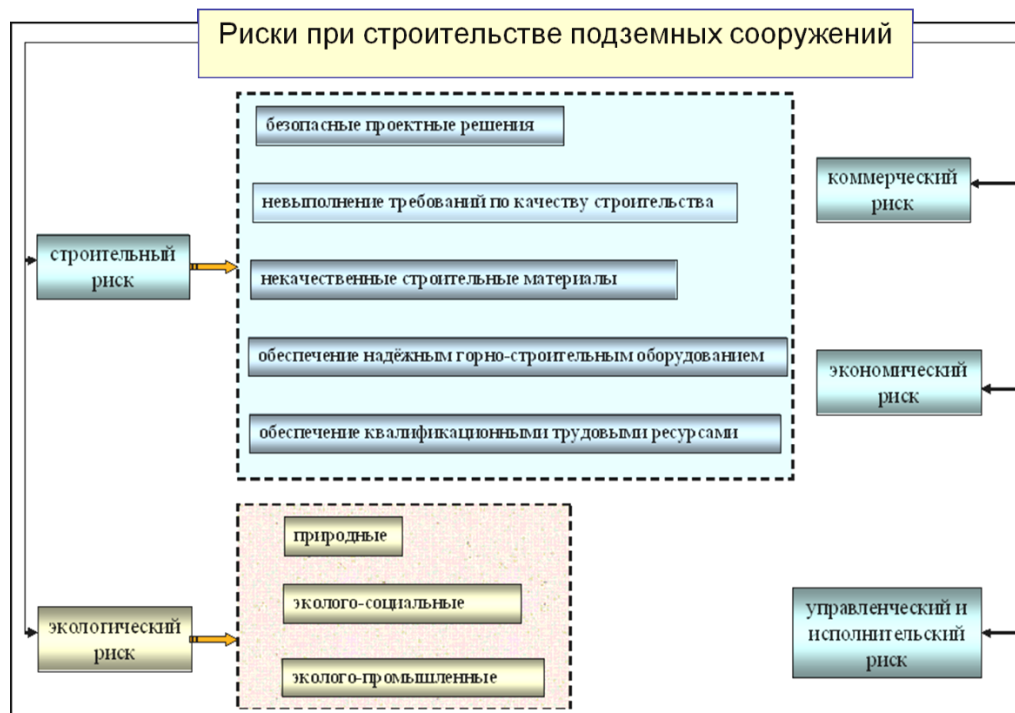 Риски при строительстве подземных сооружений
безопасные проектные решения
невыполнение требований по качеству строительства
строительный
риск
некачественные строительные материалы
обеспечение надёжным горно-строительным оборудованием
обеспечение квалификационными трудовыми ресурсами
коммерческий
риск
экономический
риск
экологический
риск
природные
эколого-социальные
эколого-промышленные
управленческий и
исполнительский
риск